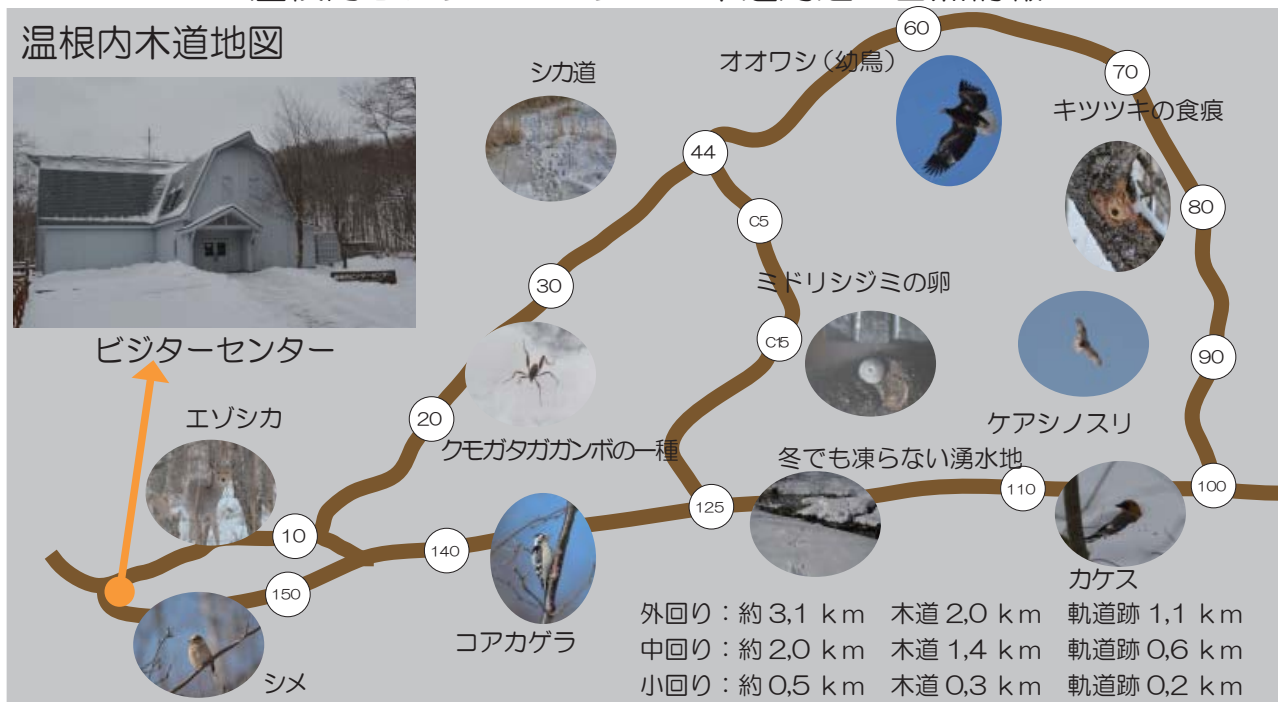 温根内木道地図
シカ道
オオワシ（幼鳥）
60
70
キツツキの食痕
44
80
C5
30
ミドリシジミの卵
C15
90
ビジターセンター
エゾシカ
20
クモガタガガンボの一種
ケアシノスリ
冬でも凍らない湧水地
125
110
100
10
140
150
カケス
コアカゲラ
シメ
外回り：約3,1 km 木道2,0 km 軌道跡1,1 km
中回り：約2,0 km 木道1,4 km 軌道跡0,6 km
小回り：約0,5 km 木道0,3 km 軌道跡0,2 km